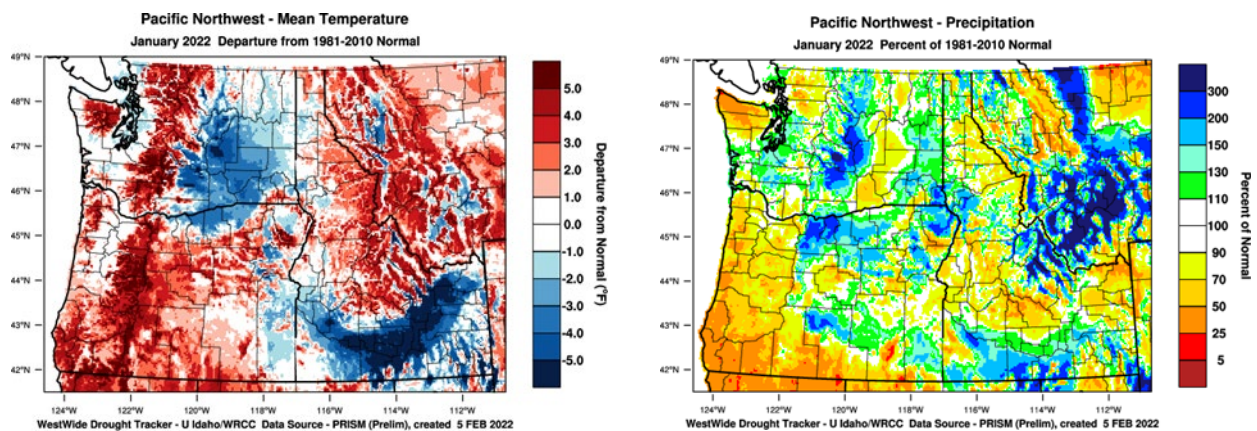 Pacific Northwest - Mean Temperature
January 2022 Departure from 1981-2010 Normal
49°N
48°N
47°N
46°N
45°N
44°N
43°N
42°N
124°W 122°W 120°W 118°W 116°W 114°W 112°W
5.0
4.0
3.0
2.0
1.0
0.0
-1.0
-2.0
-3.0
-4.0
-5.0
Departure from Normal (°F)
WestWide Drought Tracker - U Idaho/WRCC Data Source - PRISM (Prelim), created 5 FEB 2022
Pacific Northwest - Precipitation
January 2022 Percent of 1981-2010 Normal
49°N
48°N
47°N
46°N
45°N
44°N
43°N
42°N
124°W 122°W 120°W 118°W 116°W 114°W 112°W
300
200
150
130
110
90
70
50
25
5
Percent of Normal
WestWide Drought Tracker - U Idaho/WRCC Data Source - PRISM (Prelim), created 5 FEB 2022